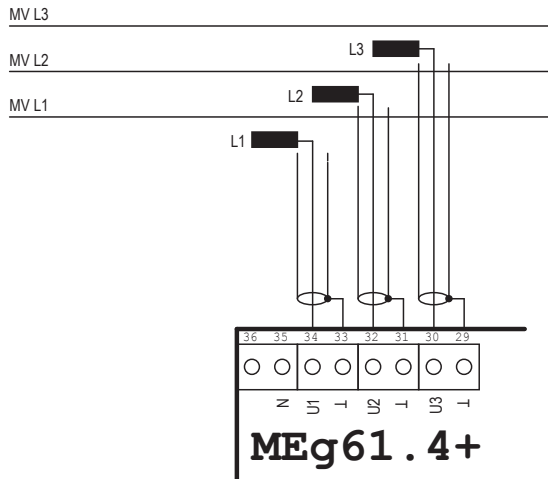 MV L3
L3
MV L2
L2
MV L1
L1
36 35 34 33 32 31 30 29
N U1 ⊥ U2 ⊥ U3 ⊥
MEg61.4+